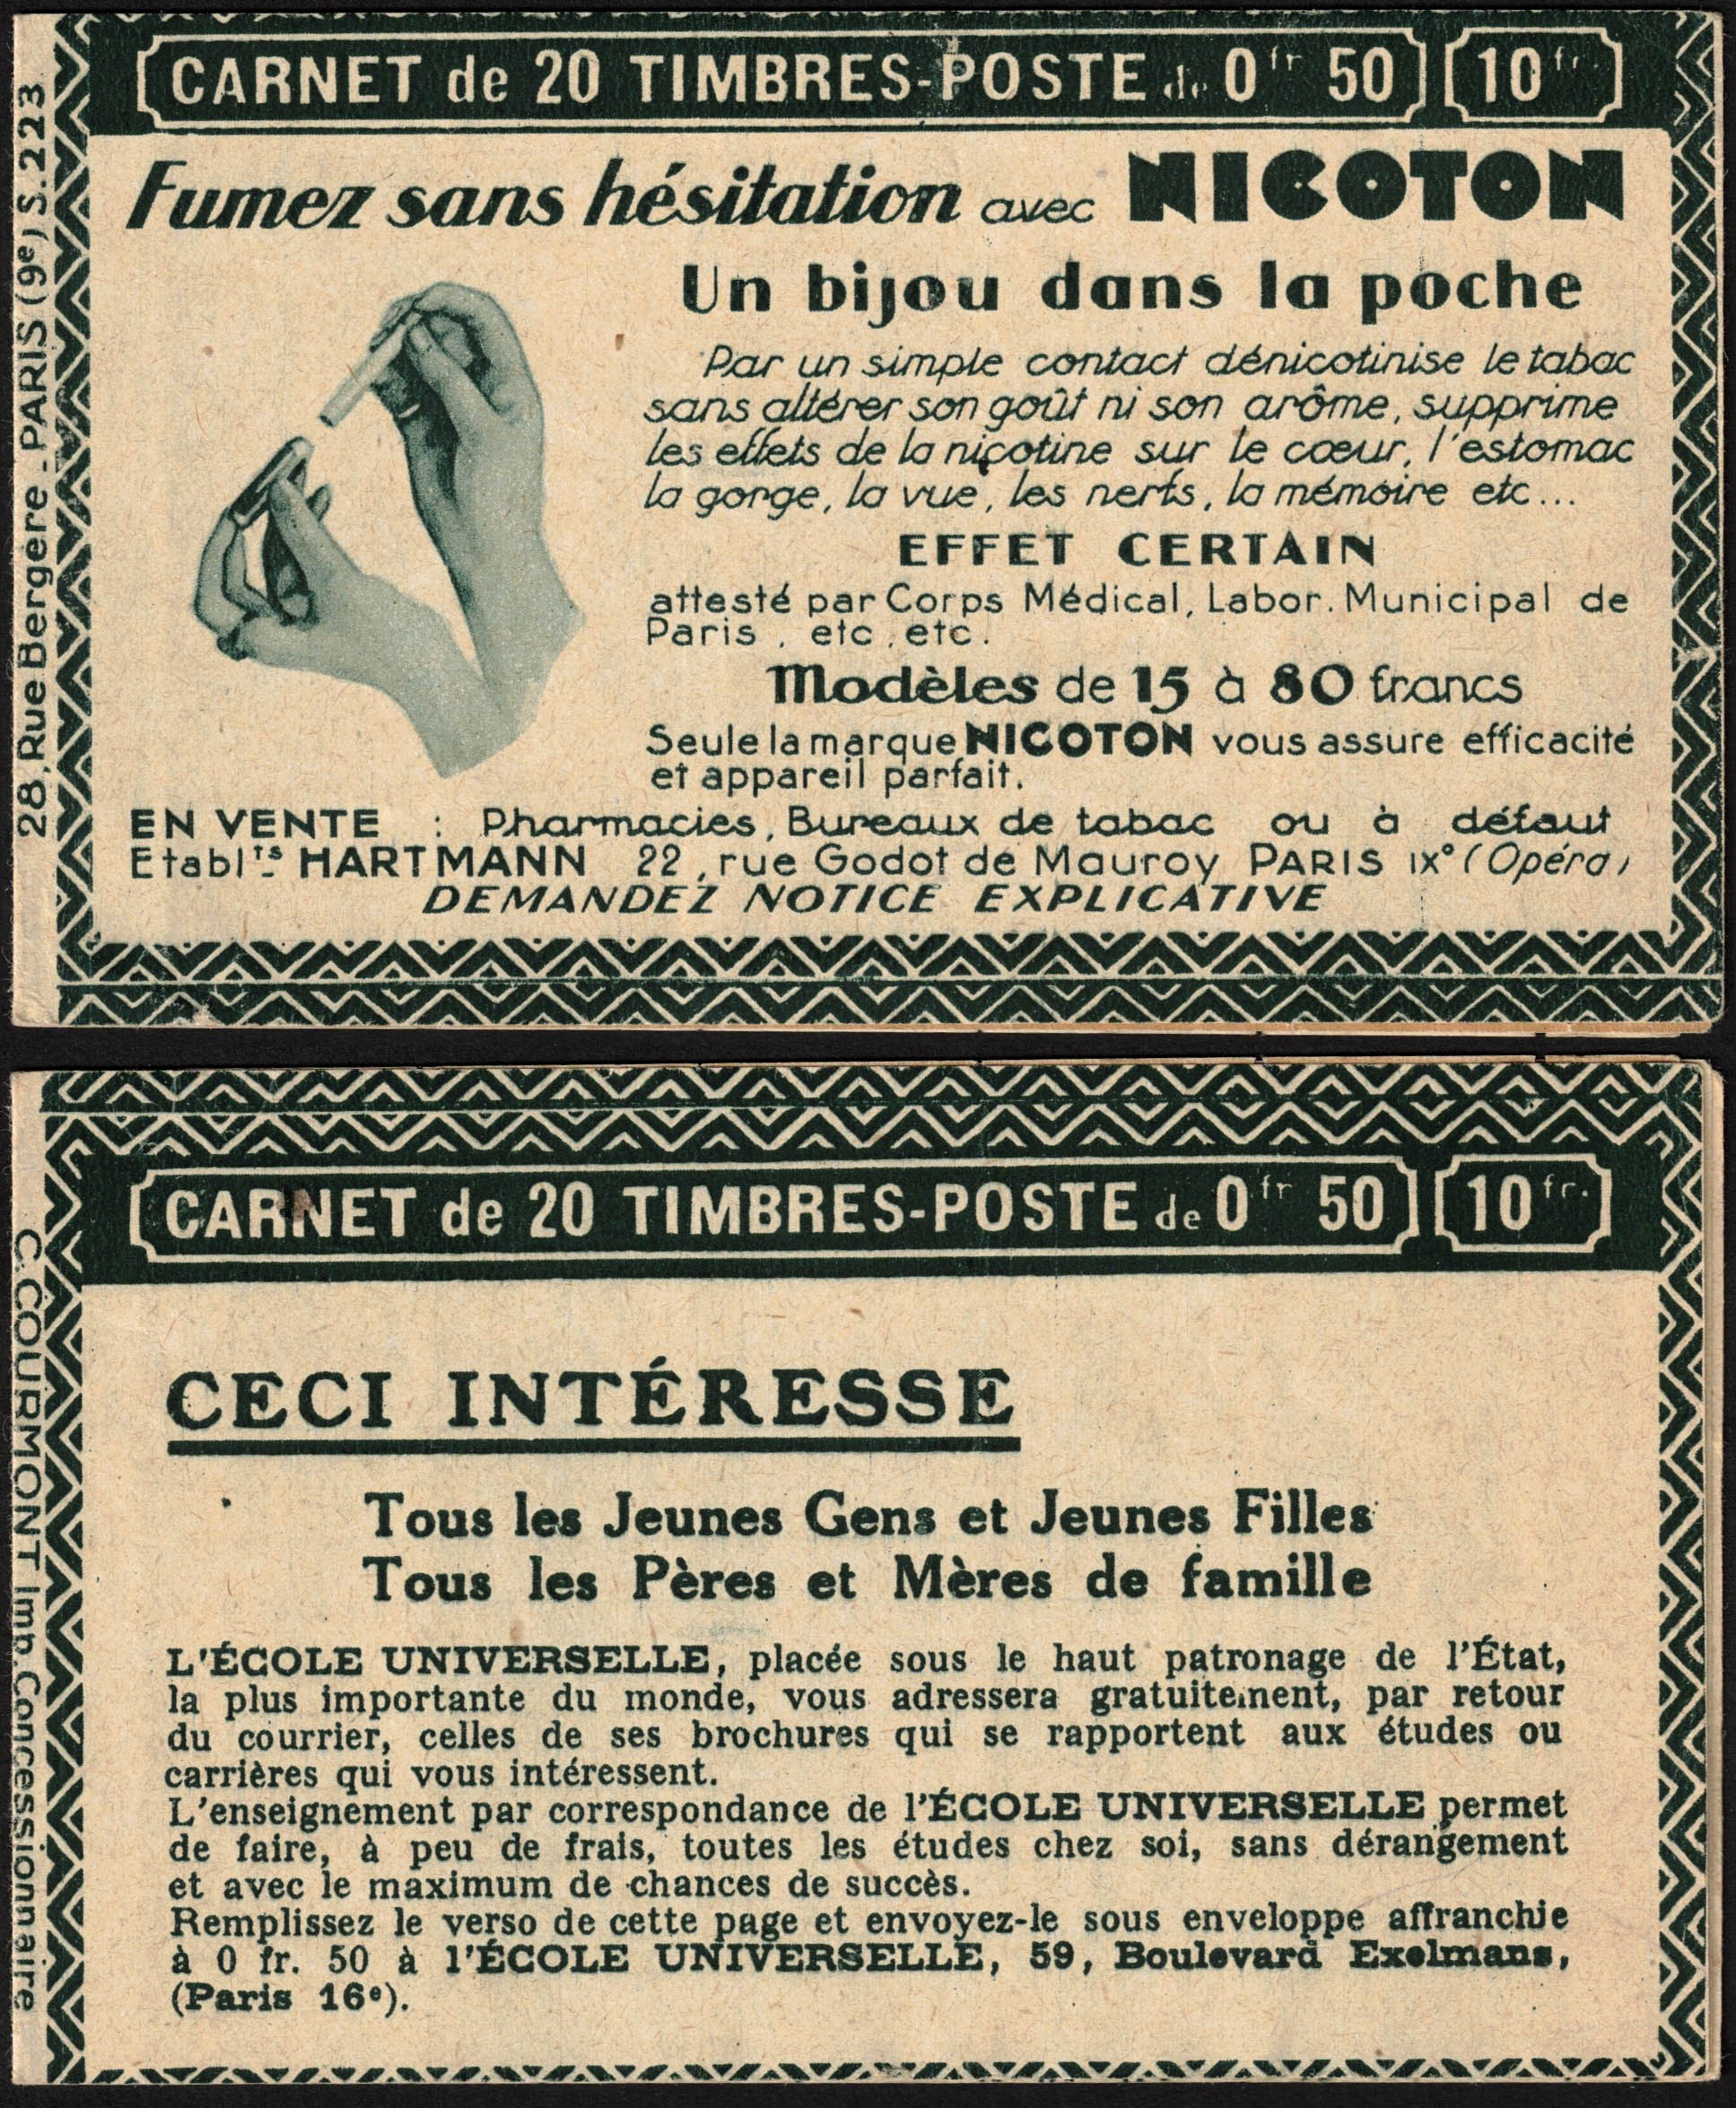 CARNET de 20 TIMBRES-POSTE de 0fr 50 10fr.
28, Rue Bergère - PARIS (9e) S.223
Fumez sans hésitation avec NICOTON
Un bijou dans la poche
Par un simple contact dénicotinise le tabac
sans altérer son goût ni son arôme, supprime
les effets de la nicotine sur le cœur, l'estomac
la gorge, la vue, les nerfs, la mémoire etc...
EFFET CERTAIN
attesté par Corps Médical, Labor. Municipal de
Paris, etc, etc.
Modèles de 15 à 80 francs
Seule la marque NICOTON vous assure efficacité
et appareil parfait.
EN VENTE : Pharmacies, Bureaux de tabac ou à défaut
Etablts HARTMANN 22, rue Godot de Mauroy PARIS IX° (Opéra)
DEMANDEZ NOTICE EXPLICATIVE
CARNET de 20 TIMBRES-POSTE de 0fr 50 10fr.
C.COURMONT Imp. Concessionnaire
CECI INTÉRESSE
Tous les Jeunes Gens et Jeunes Filles
Tous les Pères et Mères de famille
L'ÉCOLE UNIVERSELLE, placée sous le haut patronage de l'État,
la plus importante du monde, vous adressera gratuitement, par retour
du courrier, celles de ses brochures qui se rapportent aux études ou
carrières qui vous intéressent.
L'enseignement par correspondance de l'ÉCOLE UNIVERSELLE permet
de faire, à peu de frais, toutes les études chez soi, sans dérangement
et avec le maximum de chances de succès.
Remplissez le verso de cette page et envoyez-le sous enveloppe affranchie
à 0 fr. 50 à l'ÉCOLE UNIVERSELLE, 59, Boulevard Exelmans,
(Paris 16e).